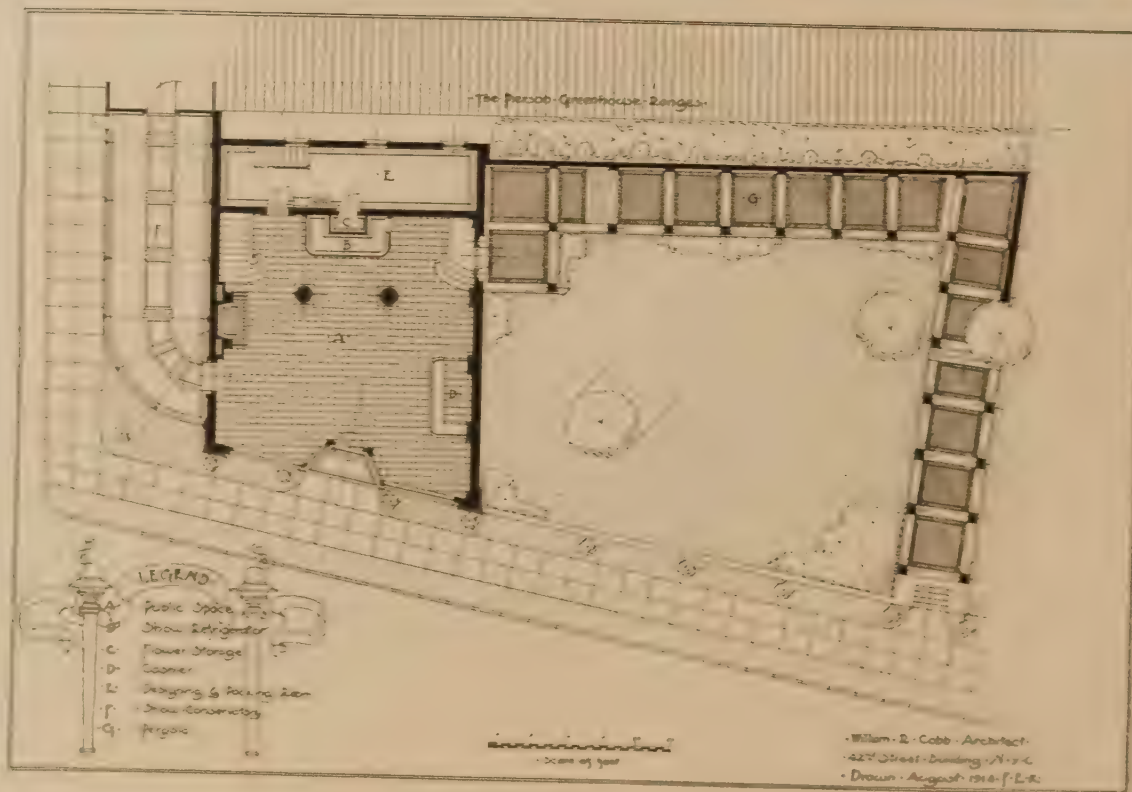 ·The·Pierson·Greenhouse·Ranges·
E
F
C
B
G
A
D
LEGEND
A· Public Space
·B· Show Refrigerator
·C· Flower Storage
·D· Cashier
·E· Designing & Packing Room
·F· Show Conservatory
·G· Pergola
·Scale of feet·
·William·R·Cobb·Architect·
·42nd Street·Building·N·Y·C·
·Drawn·August·